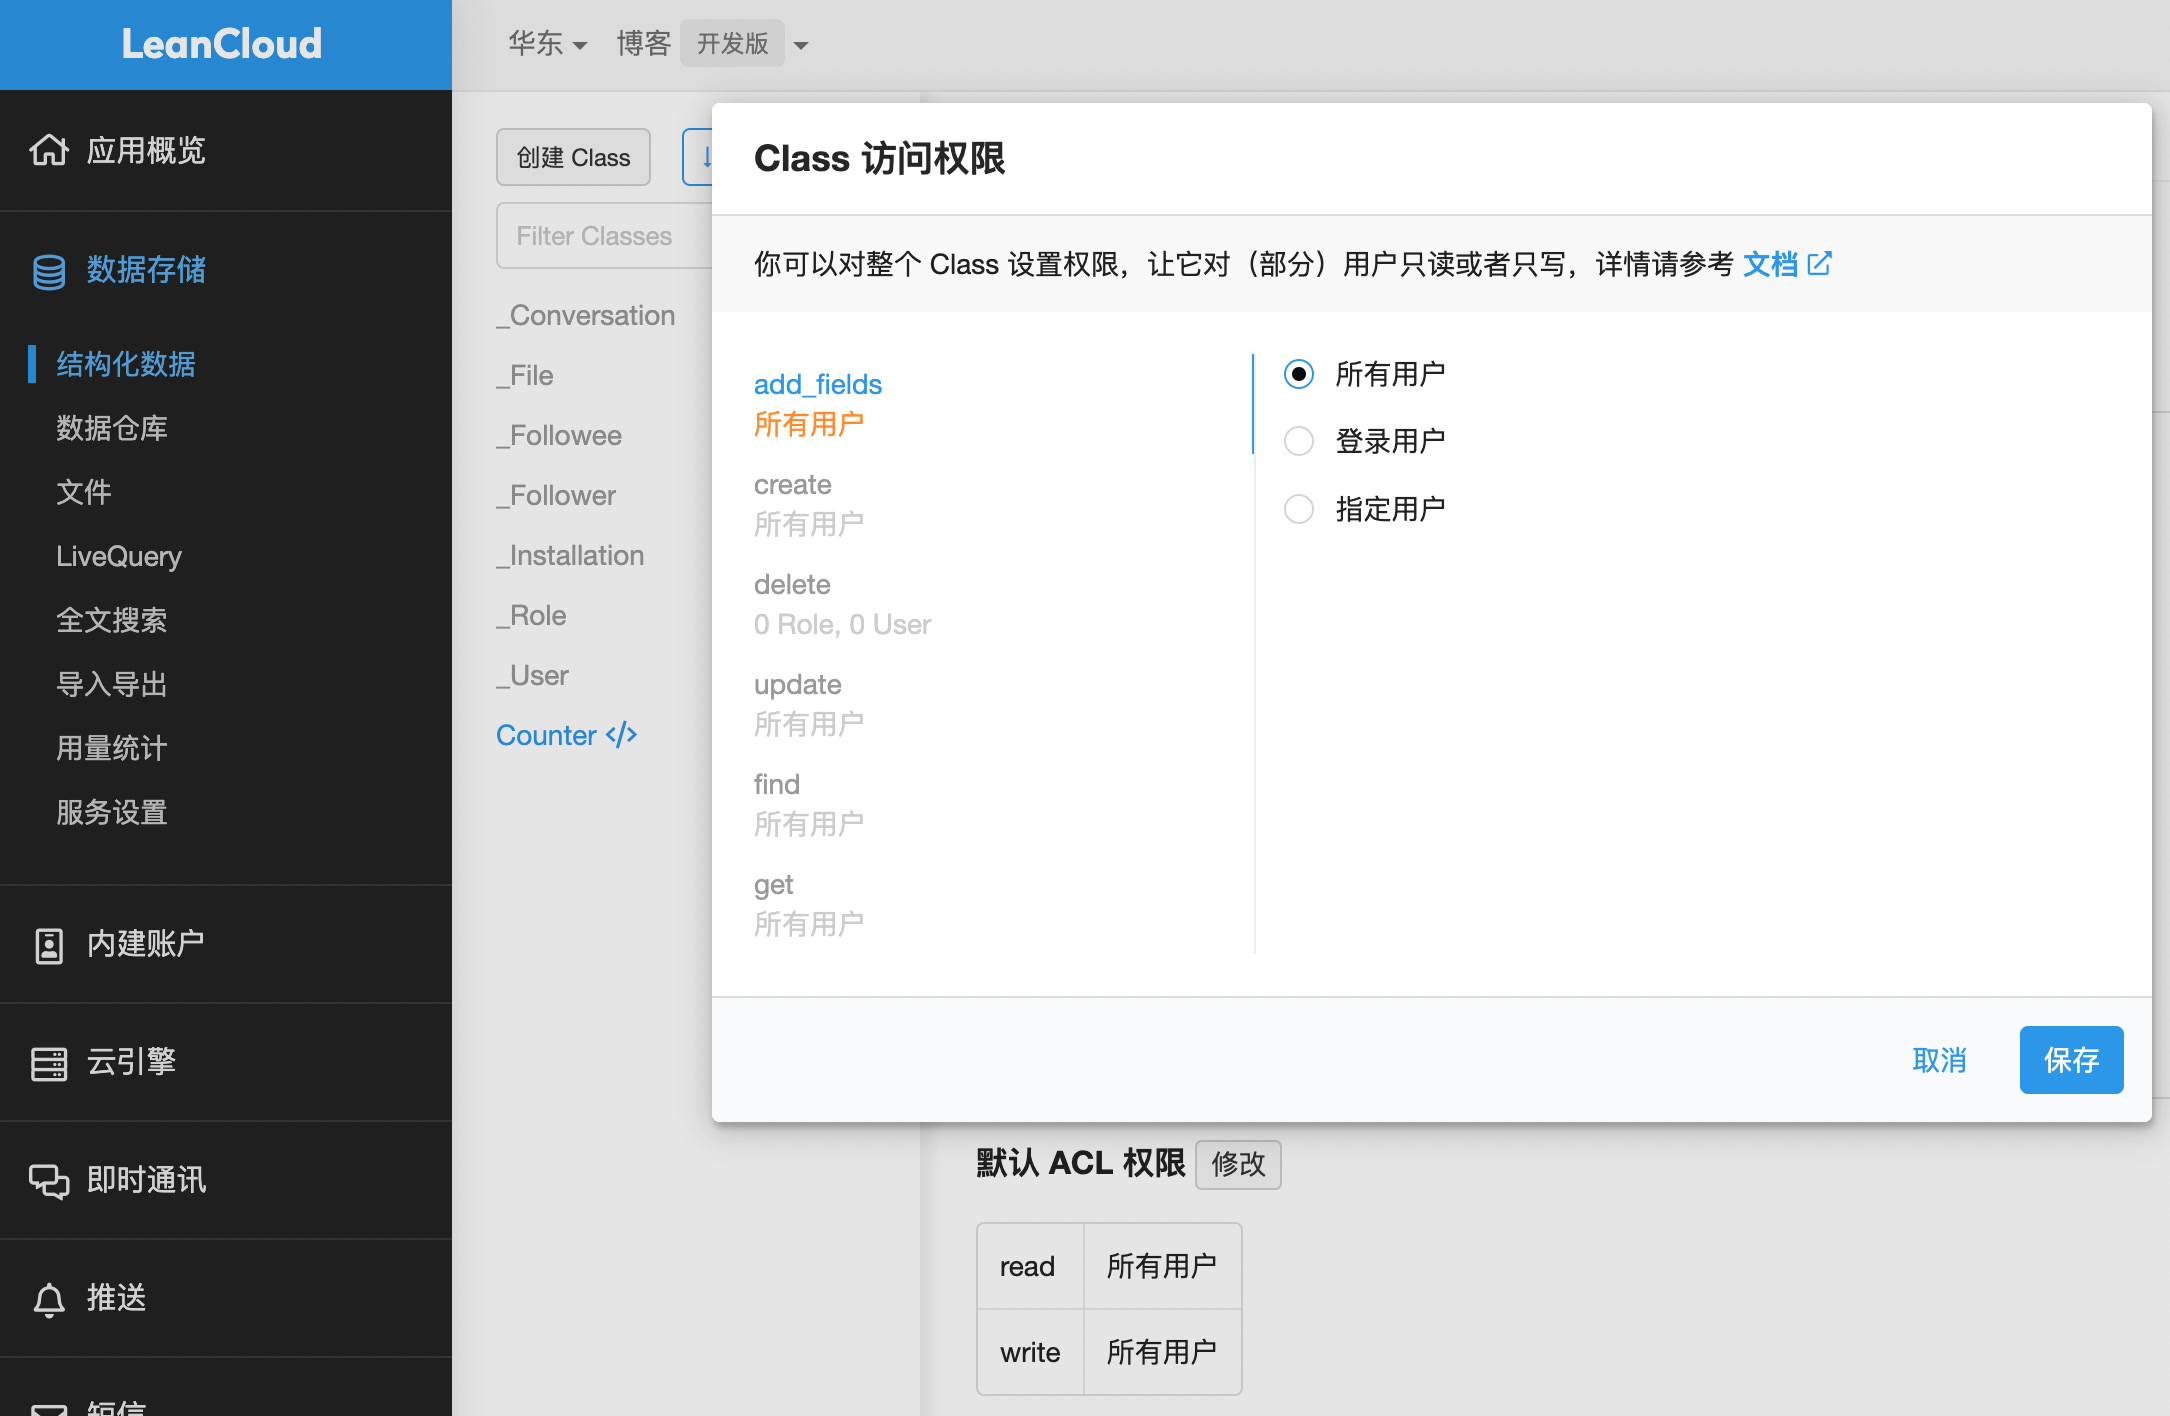 LeanCloud
华东
博客
开发版
应用概览
数据存储
结构化数据
数据仓库
文件
LiveQuery
全文搜索
导入导出
用量统计
服务设置
内建账户
云引擎
即时通讯
推送
短信
创建 Class
Filter Classes
_Conversation
_File
_Followee
_Follower
_Installation
_Role
_User
Counter </>
Class 访问权限
你可以对整个 Class 设置权限，让它对（部分）用户只读或者只写，详情请参考 文档
add_fields
所有用户
create
所有用户
delete
0 Role, 0 User
update
所有用户
find
所有用户
get
所有用户
所有用户
登录用户
指定用户
取消
保存
默认 ACL 权限 修改
read 所有用户
write 所有用户